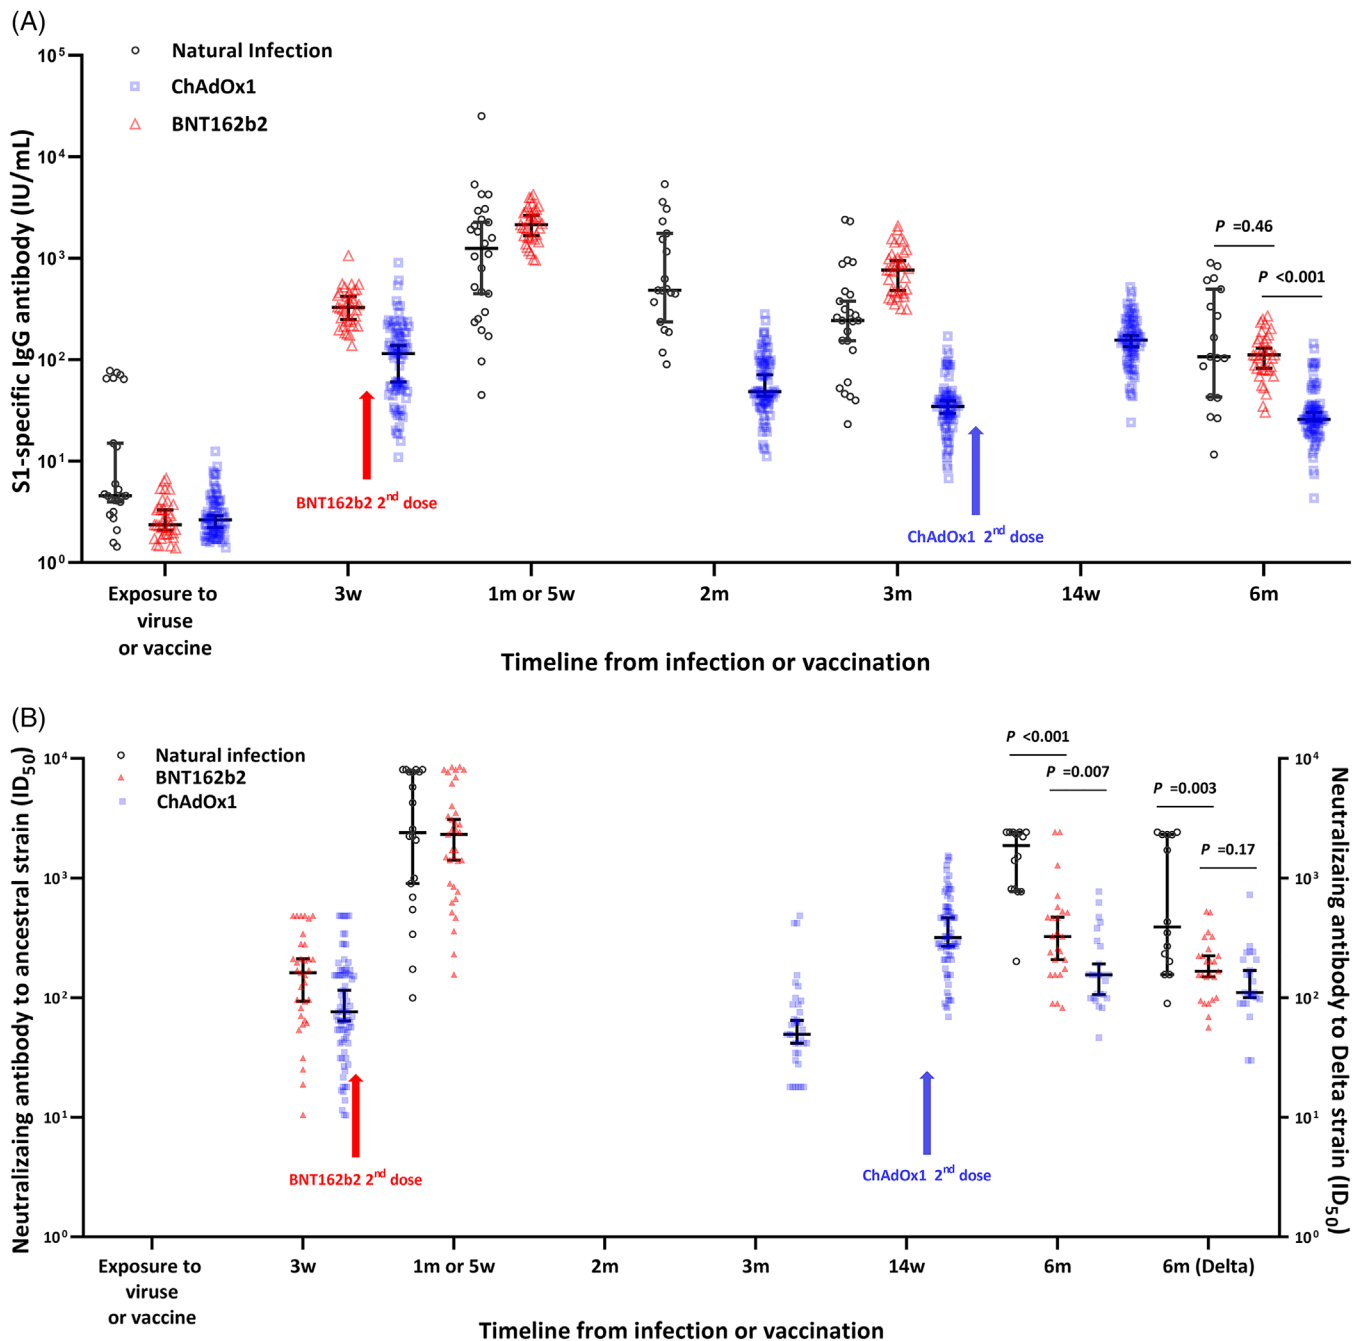 (A)
Natural Infection
ChAdOx1
BNT162b2
S1-specific IgG antibody (IU/mL)
10^5
10^4
10^3
10^2
10^1
10^0
P =0.46
P <0.001
BNT162b2 2nd dose
ChAdOx1 2nd dose
Exposure to
viruse
or vaccine
3w
1m or 5w
2m
3m
14w
6m
Timeline from infection or vaccination
(B)
Natural infection
BNT162b2
ChAdOx1
Neutralizaing antibody to ancestral strain (ID50)
10^4
10^3
10^2
10^1
10^0
P <0.001
P =0.007
P =0.003
P =0.17
BNT162b2 2nd dose
ChAdOx1 2nd dose
10^4
10^3
10^2
10^1
10^0
Neutralizaing antibody to Delta strain (ID50)
Exposure to
viruse
or vaccine
3w
1m or 5w
2m
3m
14w
6m
6m (Delta)
Timeline from infection or vaccination